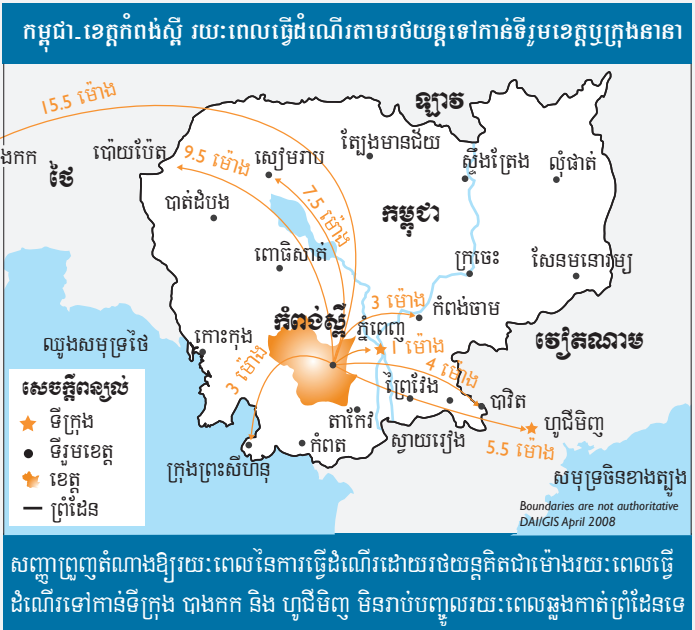 កម្ពុជា-ខេត្តកំពង់ស្ពឺ រយៈពេលធ្វើដំណើរតាមរថយន្តទៅកាន់ទីរួមខេត្តឬក្រុងនានា
15.5 ម៉ោង
ឡាវ
ងកក
ថៃ
ប៉ោយប៉ែត
9.5 ម៉ោង
សៀមរាប
ត្បែងមានជ័យ
ស្ទឹងត្រែង
លុំផាត់
7.5 ម៉ោង
បាត់ដំបង
កម្ពុជា
ពោធិសាត់
ក្រចេះ
សែនមនោរម្យ
3 ម៉ោង
កំពង់ចាម
កំពង់ស្ពឺ
ភ្នំពេញ
1 ម៉ោង
វៀតណាម
ឈូងសមុទ្រថៃ
កោះកុង
3 ម៉ោង
4 ម៉ោង
ព្រៃវែង
បាវិត
តាកែវ
ស្វាយរៀង
5.5 ម៉ោង
ហូជីមិញ
កំពត
ក្រុងព្រះសីហនុ
សមុទ្រចិនខាងត្បូង
សេចក្តីពន្យល់
ទីក្រុង
ទីរួមខេត្ត
ខេត្ត
ព្រំដែន
Boundaries are not authoritative
DAI/GIS April 2008
សញ្ញាព្រួញតំណាងឱ្យរយៈពេលនៃការធ្វើដំណើរដោយរថយន្តគិតជាម៉ោងរយៈពេលធ្វើ
ដំណើរទៅកាន់ទីក្រុង បាងកក និង ហូជីមិញ មិនរាប់បញ្ចូលរយៈពេលឆ្លងកាត់ព្រំដែនទេ